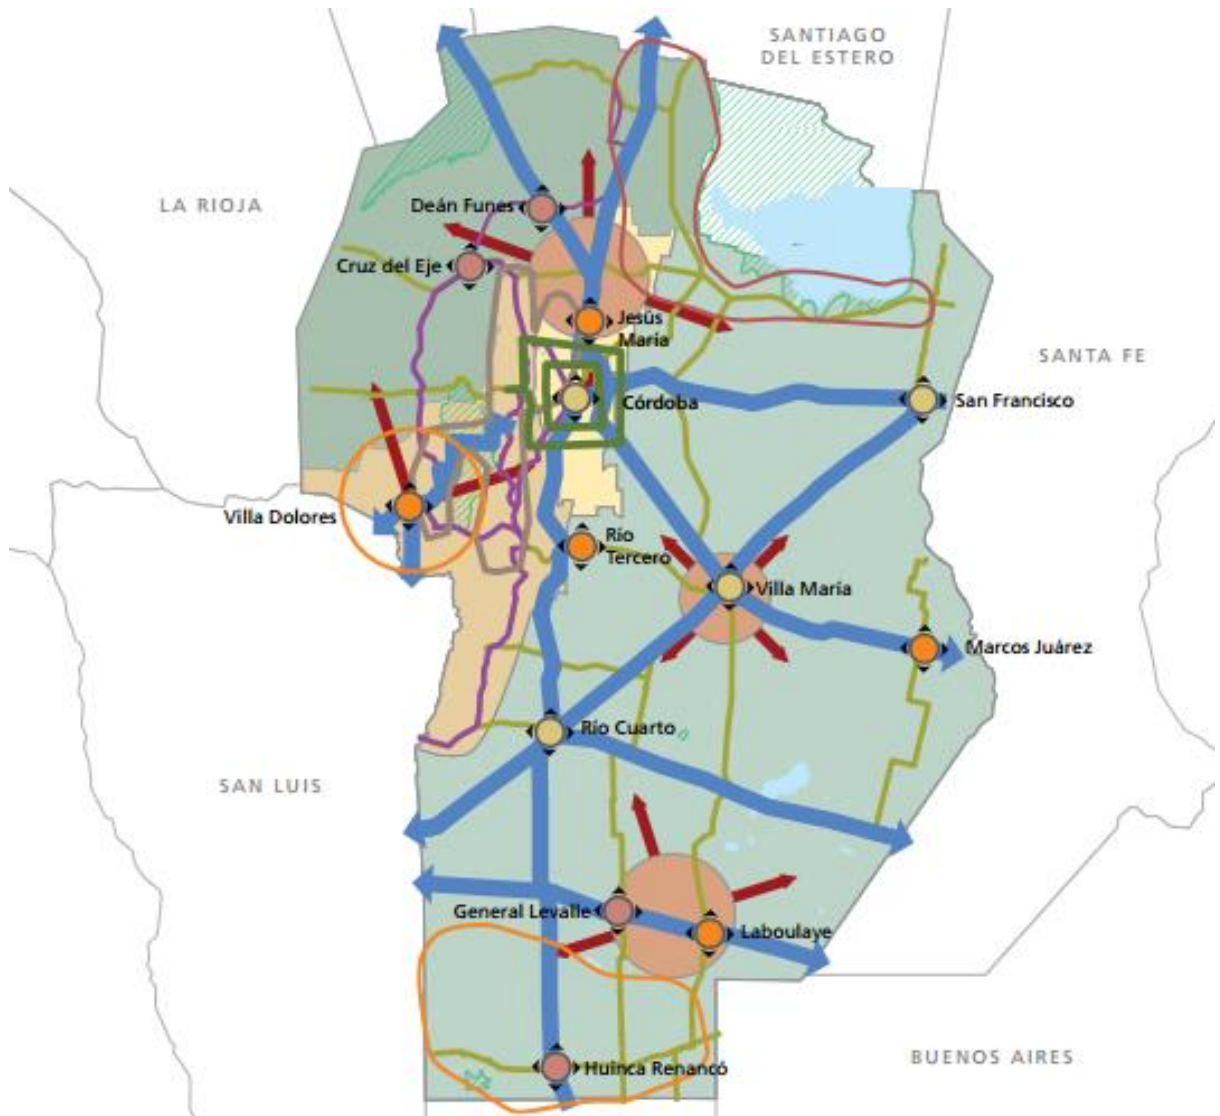 SANTIAGO
DEL ESTERO
LA RIOJA
Deán Funes
Cruz del Eje
Jesús
María
SANTA FE
Córdoba
San Francisco
Villa Dolores
Río
Tercero
Villa María
Marcos Juárez
Río Cuarto
SAN LUIS
General Levalle
Laboulaye
BUENOS AIRES
Huinca Renancó